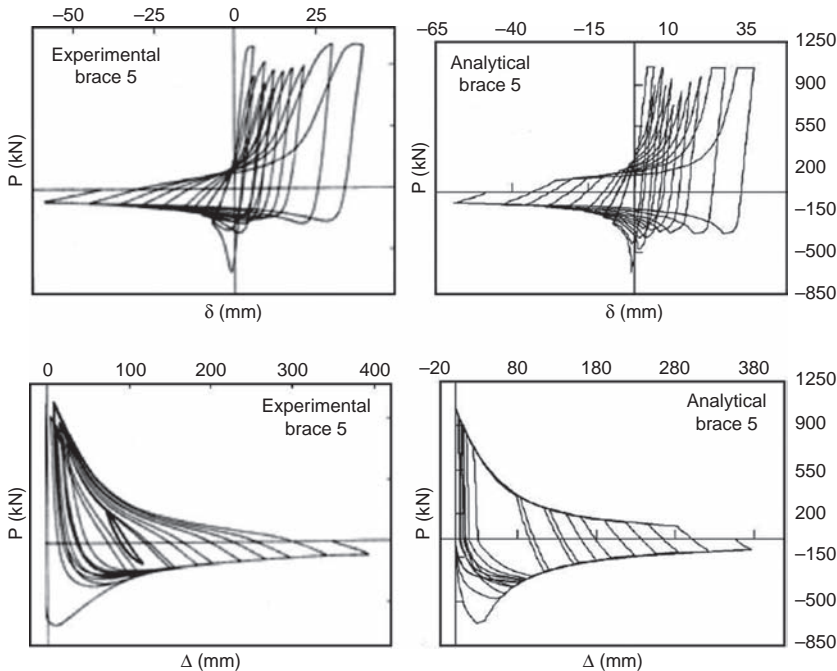 −50 −25 0 25
−65 −40 −15 10 35
Experimental
brace 5
Analytical
brace 5
P (kN)
P (kN)
1250
900
550
200
−150
−500
−850
δ (mm)
δ (mm)
0 100 200 300 400
−20 80 180 280 380
Experimental
brace 5
Analytical
brace 5
P (kN)
P (kN)
1250
900
550
200
−150
−500
−850
Δ (mm)
Δ (mm)